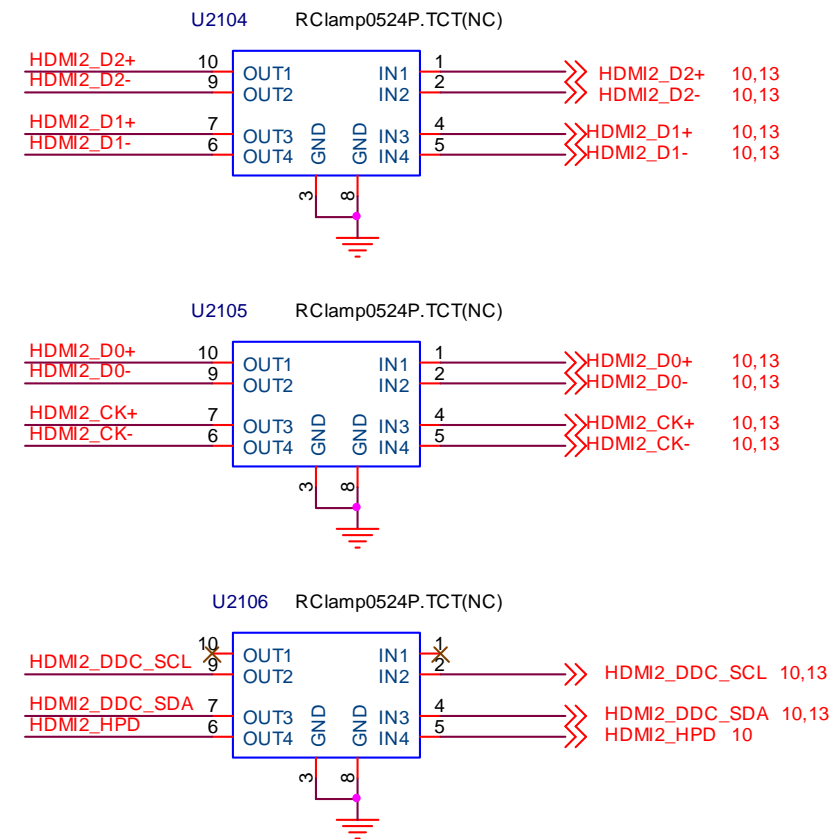 U2104 RClamp0524P.TCT(NC)
HDMI2_D2+ 10 OUT1 IN1 1 HDMI2_D2+ 10,13
HDMI2_D2- 9 OUT2 IN2 2 HDMI2_D2- 10,13
HDMI2_D1+ 7 OUT3 IN3 4 HDMI2_D1+ 10,13
HDMI2_D1- 6 OUT4 IN4 5 HDMI2_D1- 10,13
GND GND
3 8
U2105 RClamp0524P.TCT(NC)
HDMI2_D0+ 10 OUT1 IN1 1 HDMI2_D0+ 10,13
HDMI2_D0- 9 OUT2 IN2 2 HDMI2_D0- 10,13
HDMI2_CK+ 7 OUT3 IN3 4 HDMI2_CK+ 10,13
HDMI2_CK- 6 OUT4 IN4 5 HDMI2_CK- 10,13
GND GND
3 8
U2106 RClamp0524P.TCT(NC)
10 OUT1 IN1 1
HDMI2_DDC_SCL 9 OUT2 IN2 2 HDMI2_DDC_SCL 10,13
HDMI2_DDC_SDA 7 OUT3 IN3 4 HDMI2_DDC_SDA 10,13
HDMI2_HPD 6 OUT4 IN4 5 HDMI2_HPD 10
GND GND
3 8